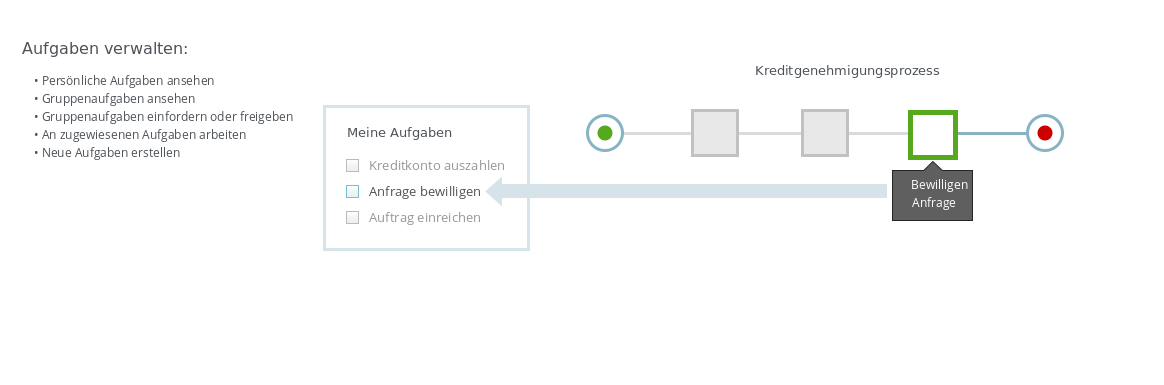 Aufgaben verwalten:
• Persönliche Aufgaben ansehen
• Gruppenaufgaben ansehen
• Gruppenaufgaben einfordern oder freigeben
• An zugewiesenen Aufgaben arbeiten
• Neue Aufgaben erstellen
Meine Aufgaben
Kreditkonto auszahlen
Anfrage bewilligen
Auftrag einreichen
Kreditgenehmigungsprozess
Bewilligen
Anfrage